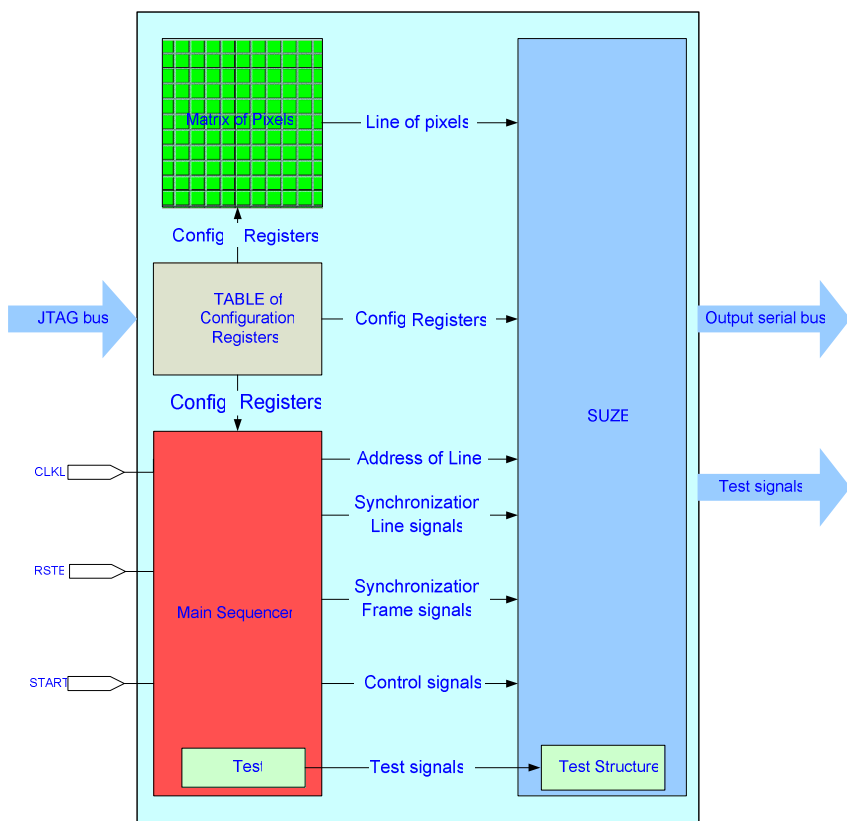 Matrix of Pixels
Line of pixels
Config Registers
TABLE of
Configuration
Registers
Config Registers
JTAG bus
Output serial bus
Config Registers
SUZE
CLKL
Address of Line
Synchronization
Line signals
Test signals
RSTB
Synchronization
Frame signals
Main Sequencer
START
Control signals
Test
Test signals
Test Structure